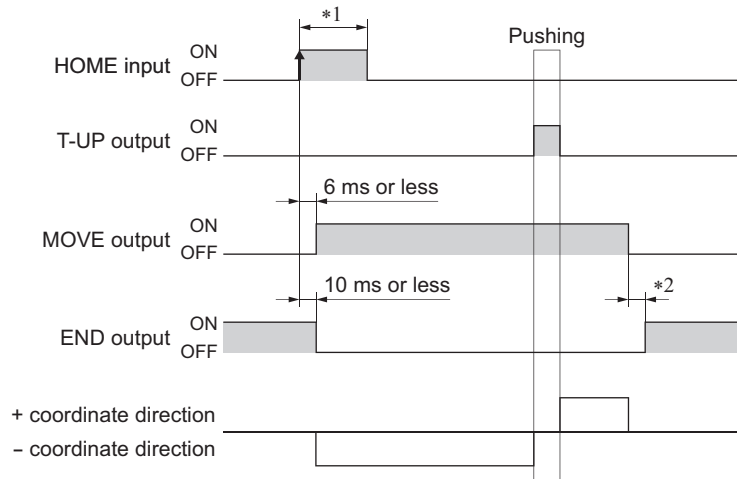 *1
Pushing
HOME input
ON
OFF
T-UP output
ON
OFF
6 ms or less
MOVE output
ON
OFF
10 ms or less
*2
END output
ON
OFF
+ coordinate direction
– coordinate direction